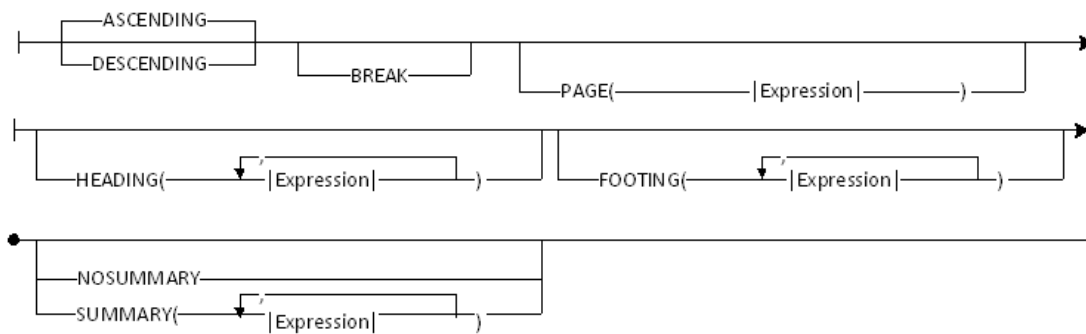 ASCENDING
DESCENDING
BREAK
PAGE( |Expression| )
, ,
HEADING( |Expression| ) FOOTING( |Expression| )
NOSUMMARY
,
SUMMARY( |Expression| )